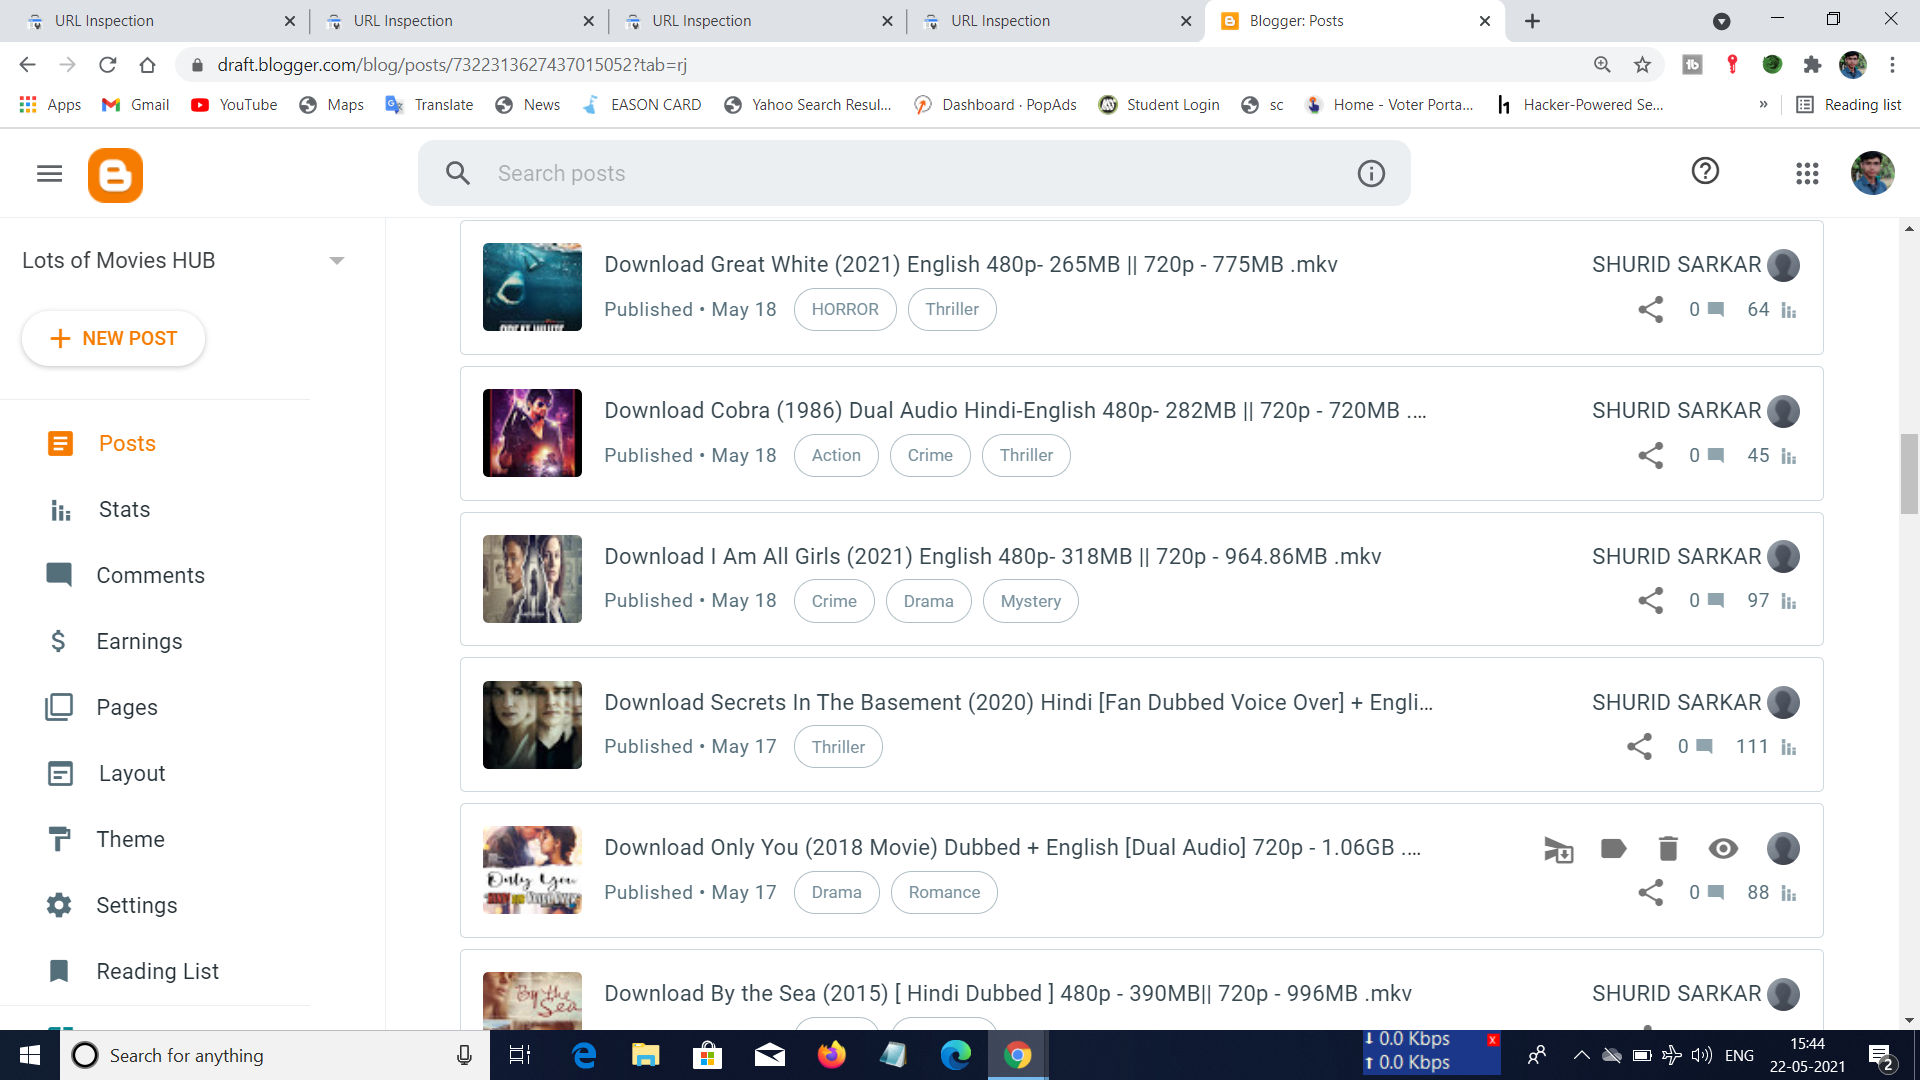 URL Inspection
URL Inspection
URL Inspection
URL Inspection
Blogger: Posts
draft.blogger.com/blog/posts/7322313627437015052?tab=rj
Apps
Gmail
YouTube
Maps
Translate
News
EASON CARD
Yahoo Search Resul...
Dashboard · PopAds
Student Login
sc
Home - Voter Porta...
Hacker-Powered Se...
»
Reading list
Search posts
Lots of Movies HUB
NEW POST
Posts
Stats
Comments
Earnings
Pages
Layout
Theme
Settings
Reading List
Download Great White (2021) English 480p- 265MB || 720p - 775MB .mkv
SHURID SARKAR
Published • May 18
HORROR
Thriller
0
64
Download Cobra (1986) Dual Audio Hindi-English 480p- 282MB || 720p - 720MB ....
SHURID SARKAR
Published • May 18
Action
Crime
Thriller
0
45
Download I Am All Girls (2021) English 480p- 318MB || 720p - 964.86MB .mkv
SHURID SARKAR
Published • May 18
Crime
Drama
Mystery
0
97
Download Secrets In The Basement (2020) Hindi [Fan Dubbed Voice Over] + Engli...
SHURID SARKAR
Published • May 17
Thriller
0
111
Only You
Download Only You (2018 Movie) Dubbed + English [Dual Audio] 720p - 1.06GB ....
Published • May 17
Drama
Romance
0
88
By the Sea
Download By the Sea (2015) [ Hindi Dubbed ] 480p - 390MB|| 720p - 996MB .mkv
SHURID SARKAR
Search for anything
0.0 Kbps
0.0 Kbps
x
ENG
15:44
22-05-2021
2